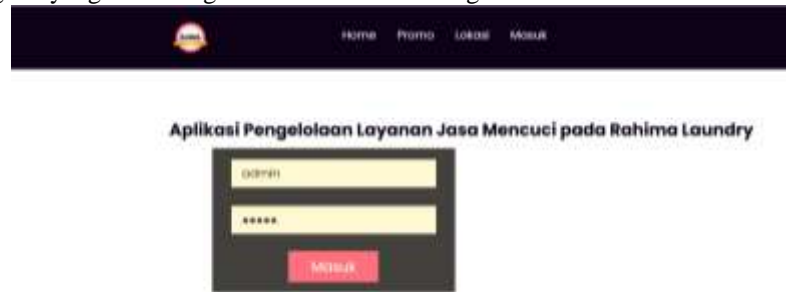 Home Promo Lokasi Masuk
Aplikasi Pengelolaan Layanan Jasa Mencuci pada Rahima Laundry
admin
•••••
Masuk